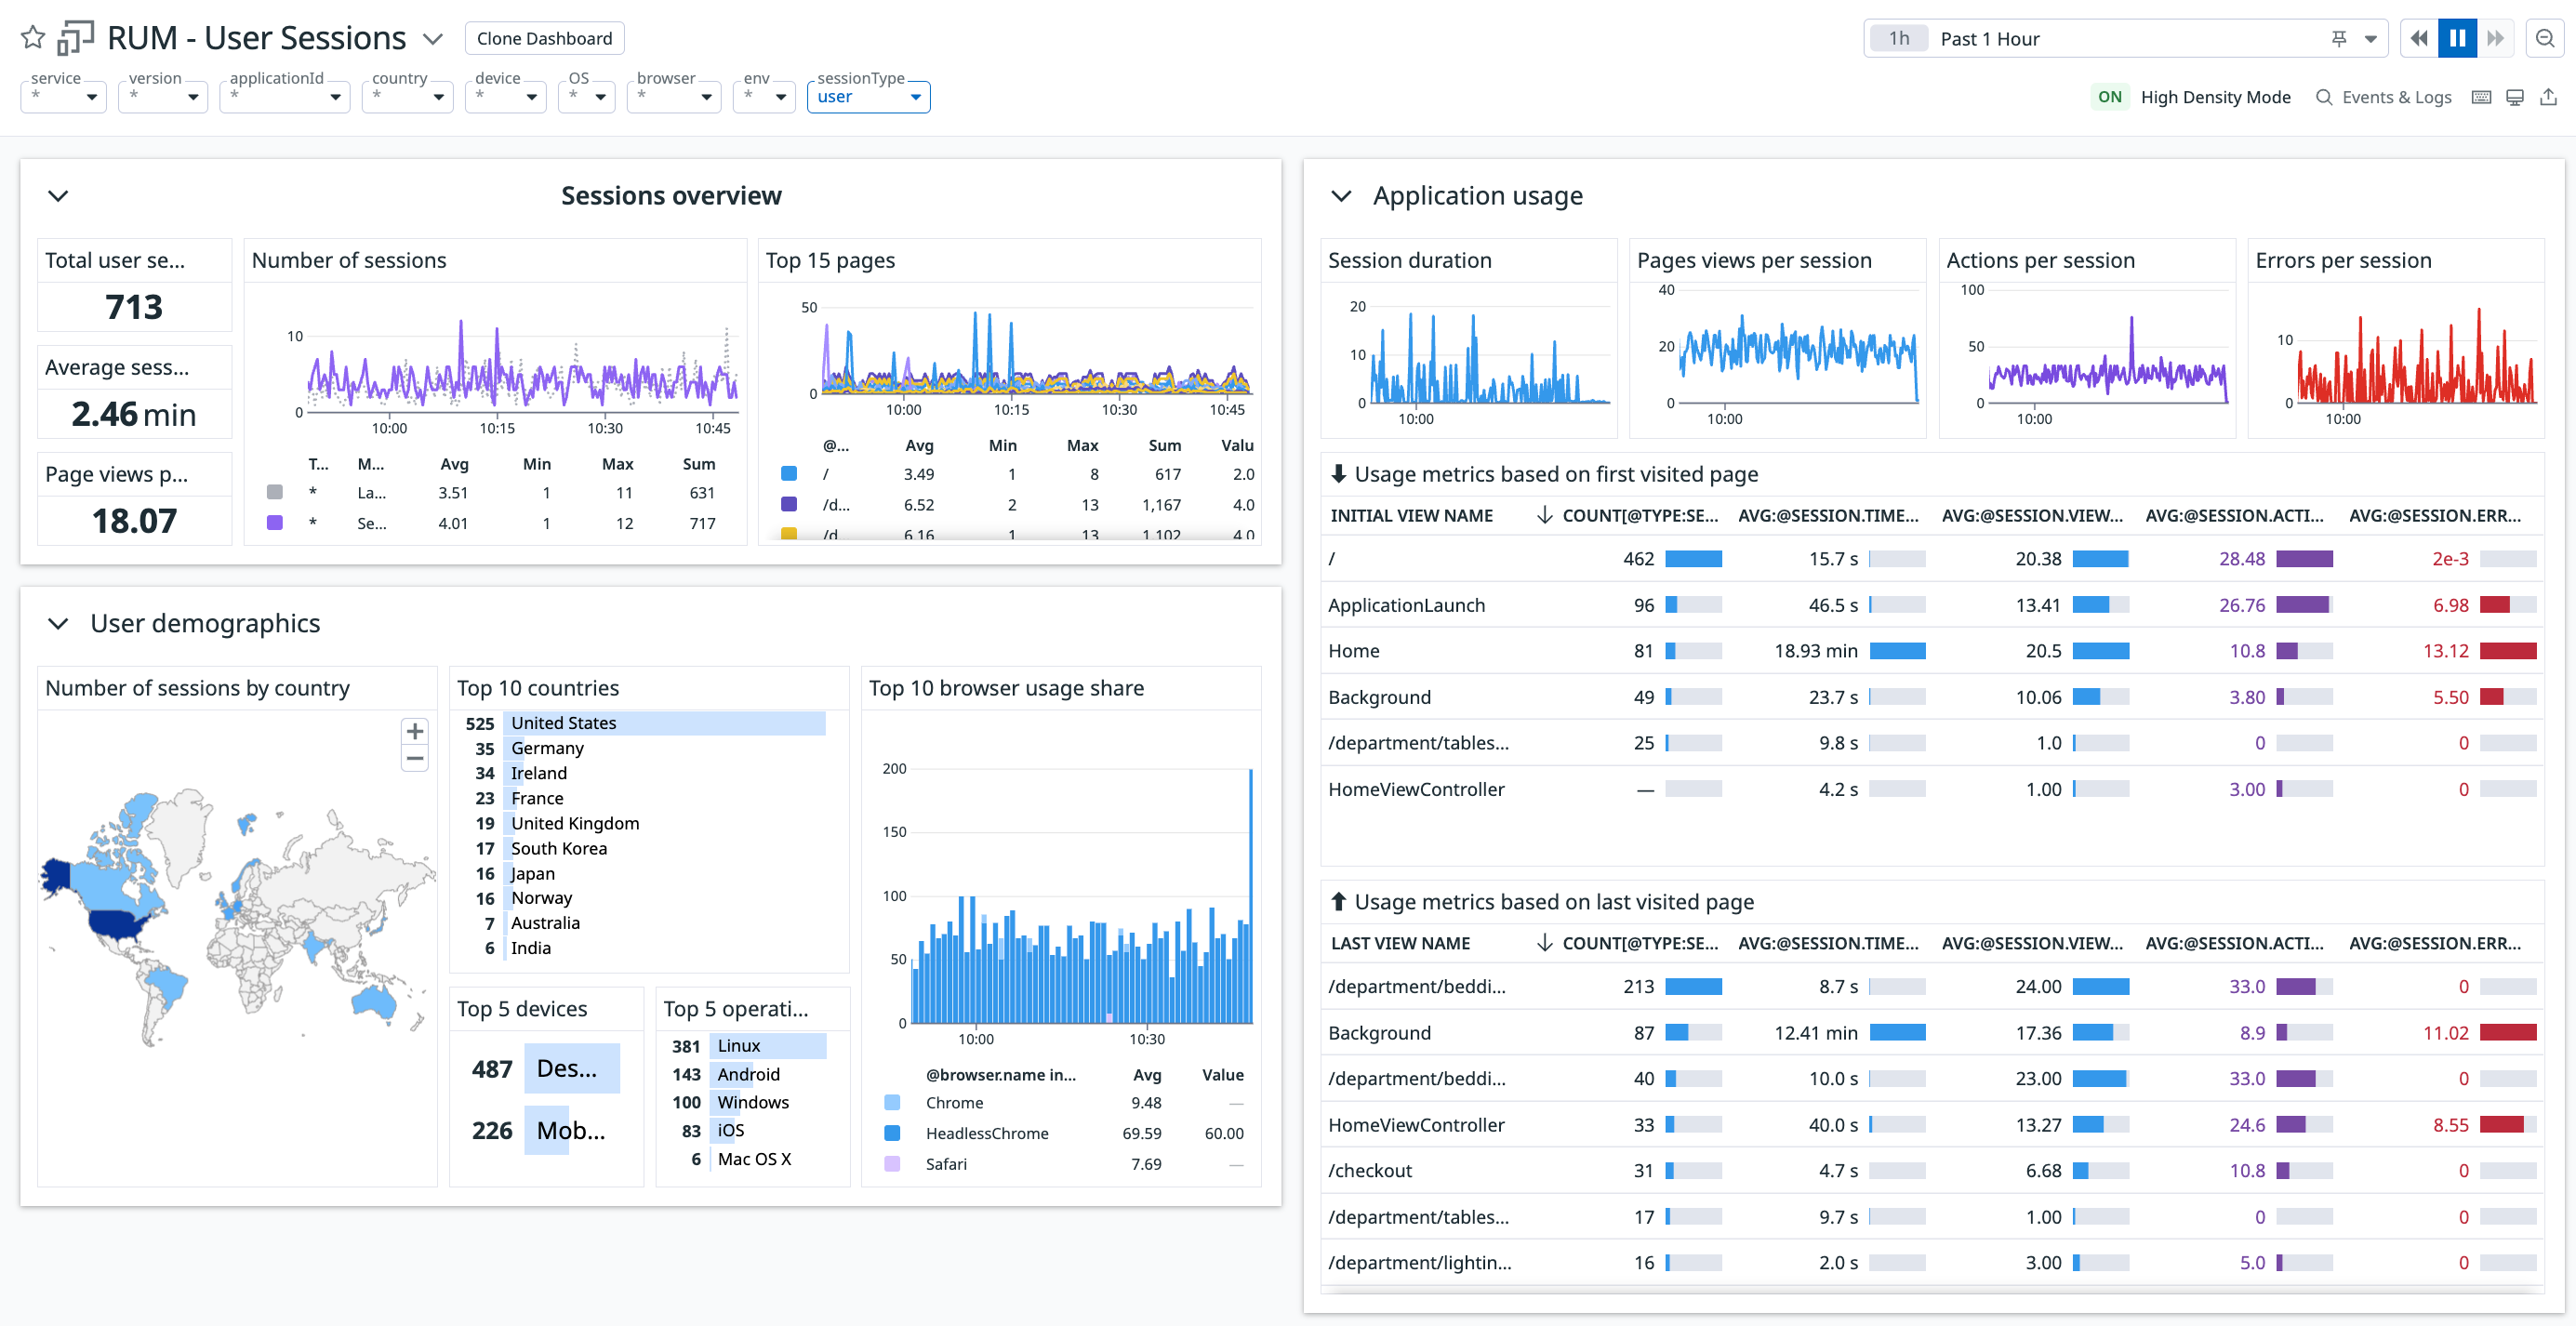 RUM - User Sessions
Clone Dashboard
1h Past 1 Hour
service version applicationId country device OS browser env sessionType
* * * * * * * * user
ON High Density Mode Events & Logs
Sessions overview
Total user se...
713
Average sess...
2.46 min
Page views p...
18.07
Number of sessions
10
0
10:00 10:15 10:30 10:45
T... M... Avg Min Max Sum
* La... 3.51 1 11 631
* Se... 4.01 1 12 717
Top 15 pages
50
0
10:00 10:15 10:30 10:45
@... Avg Min Max Sum Valu
/ 3.49 1 8 617 2.0
/d... 6.52 2 13 1,167 4.0
/d 6.16 1 13 1,102 4.0
User demographics
Number of sessions by country
+
−
Top 10 countries
525 United States
35 Germany
34 Ireland
23 France
19 United Kingdom
17 South Korea
16 Japan
16 Norway
7 Australia
6 India
Top 5 devices
487 Des...
226 Mob...
Top 5 operati...
381 Linux
143 Android
100 Windows
83 iOS
6 Mac OS X
Top 10 browser usage share
200
150
100
50
0
10:00 10:30
@browser.name in... Avg Value
Chrome 9.48 —
HeadlessChrome 69.59 60.00
Safari 7.69 —
Application usage
Session duration
20
10
0
10:00
Pages views per session
40
20
0
10:00
Actions per session
100
50
0
10:00
Errors per session
10
0
10:00
Usage metrics based on first visited page
INITIAL VIEW NAME COUNT[@TYPE:SE... AVG:@SESSION.TIME... AVG:@SESSION.VIEW... AVG:@SESSION.ACTI... AVG:@SESSION.ERR...
/ 462 15.7 s 20.38 28.48 2e-3
ApplicationLaunch 96 46.5 s 13.41 26.76 6.98
Home 81 18.93 min 20.5 10.8 13.12
Background 49 23.7 s 10.06 3.80 5.50
/department/tables... 25 9.8 s 1.0 0 0
HomeViewController — 4.2 s 1.00 3.00 0
Usage metrics based on last visited page
LAST VIEW NAME COUNT[@TYPE:SE... AVG:@SESSION.TIME... AVG:@SESSION.VIEW... AVG:@SESSION.ACTI... AVG:@SESSION.ERR...
/department/beddi... 213 8.7 s 24.00 33.0 0
Background 87 12.41 min 17.36 8.9 11.02
/department/beddi... 40 10.0 s 23.00 33.0 0
HomeViewController 33 40.0 s 13.27 24.6 8.55
/checkout 31 4.7 s 6.68 10.8 0
/department/tables... 17 9.7 s 1.00 0 0
/department/lightin... 16 2.0 s 3.00 5.0 0